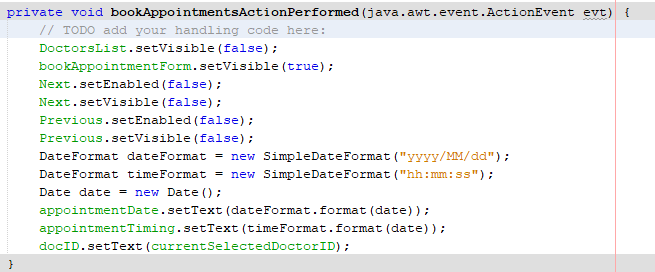 private void bookAppointmentsActionPerformed(java.awt.event.ActionEvent evt) {
// TODO add your handling code here:
DoctorsList.setVisible(false);
bookAppointmentForm.setVisible(true);
Next.setEnabled(false);
Next.setVisible(false);
Previous.setEnabled(false);
Previous.setVisible(false);
DateFormat dateFormat = new SimpleDateFormat("yyyy/MM/dd");
DateFormat timeFormat = new SimpleDateFormat("hh:mm:ss");
Date date = new Date();
appointmentDate.setText(dateFormat.format(date));
appointmentTiming.setText(timeFormat.format(date));
docID.setText(currentSelectedDoctorID);
}